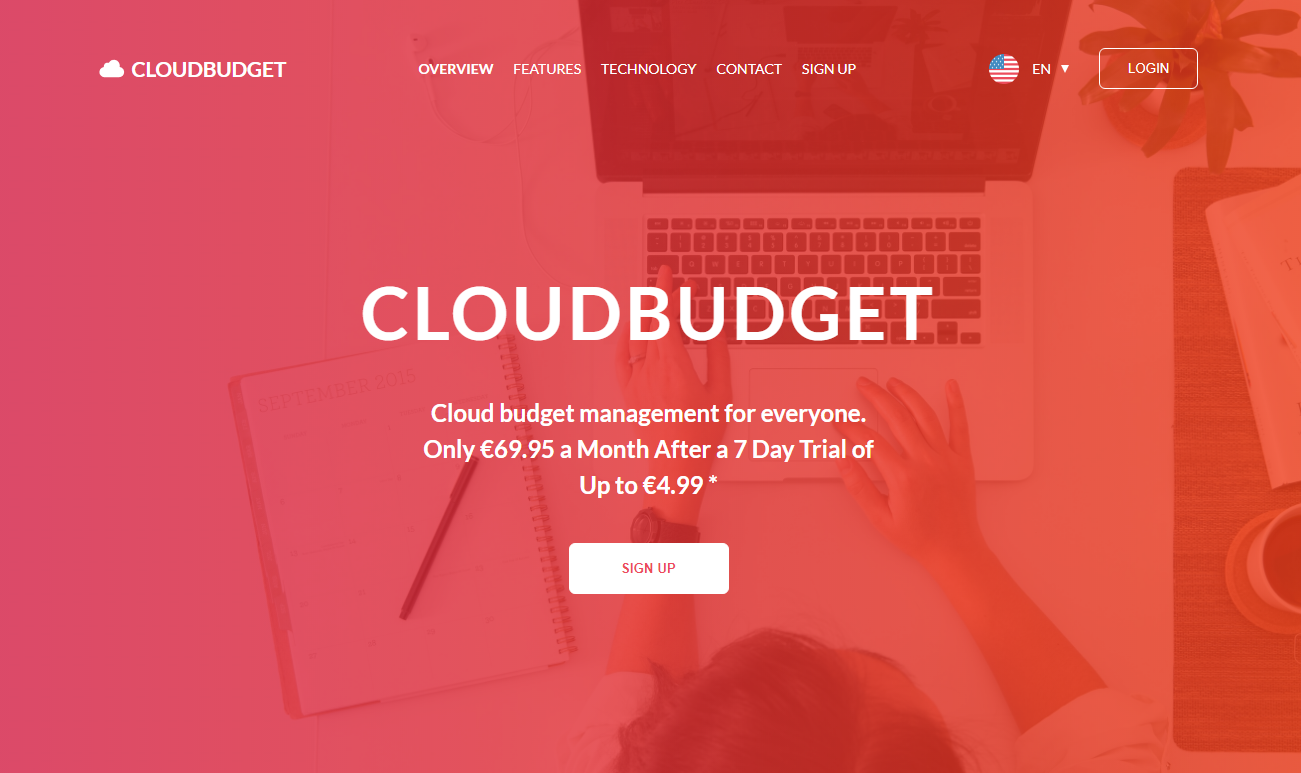 CLOUDBUDGET
OVERVIEW FEATURES TECHNOLOGY CONTACT SIGN UP
EN ▼
LOGIN
CLOUDBUDGET
Cloud budget management for everyone.
Only €69.95 a Month After a 7 Day Trial of
Up to €4.99 *
SIGN UP
SEPTEMBER 2015